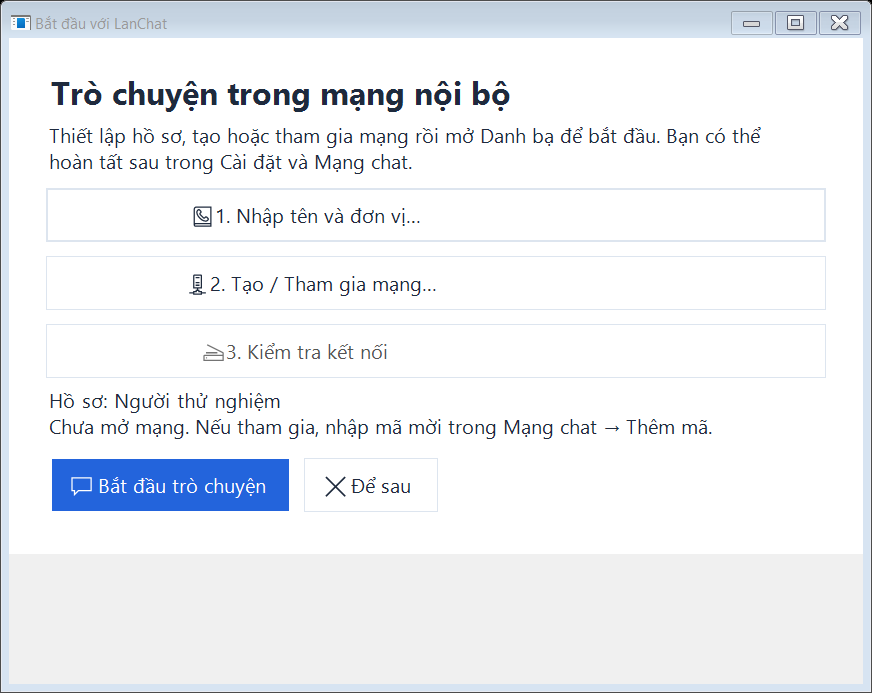 Bắt đầu với LanChat
Trò chuyện trong mạng nội bộ
Thiết lập hồ sơ, tạo hoặc tham gia mạng rồi mở Danh bạ để bắt đầu. Bạn có thể
hoàn tất sau trong Cài đặt và Mạng chat.
1. Nhập tên và đơn vị...
2. Tạo / Tham gia mạng...
3. Kiểm tra kết nối
Hồ sơ: Người thử nghiệm
Chưa mở mạng. Nếu tham gia, nhập mã mời trong Mạng chat → Thêm mã.
Bắt đầu trò chuyện
Để sau